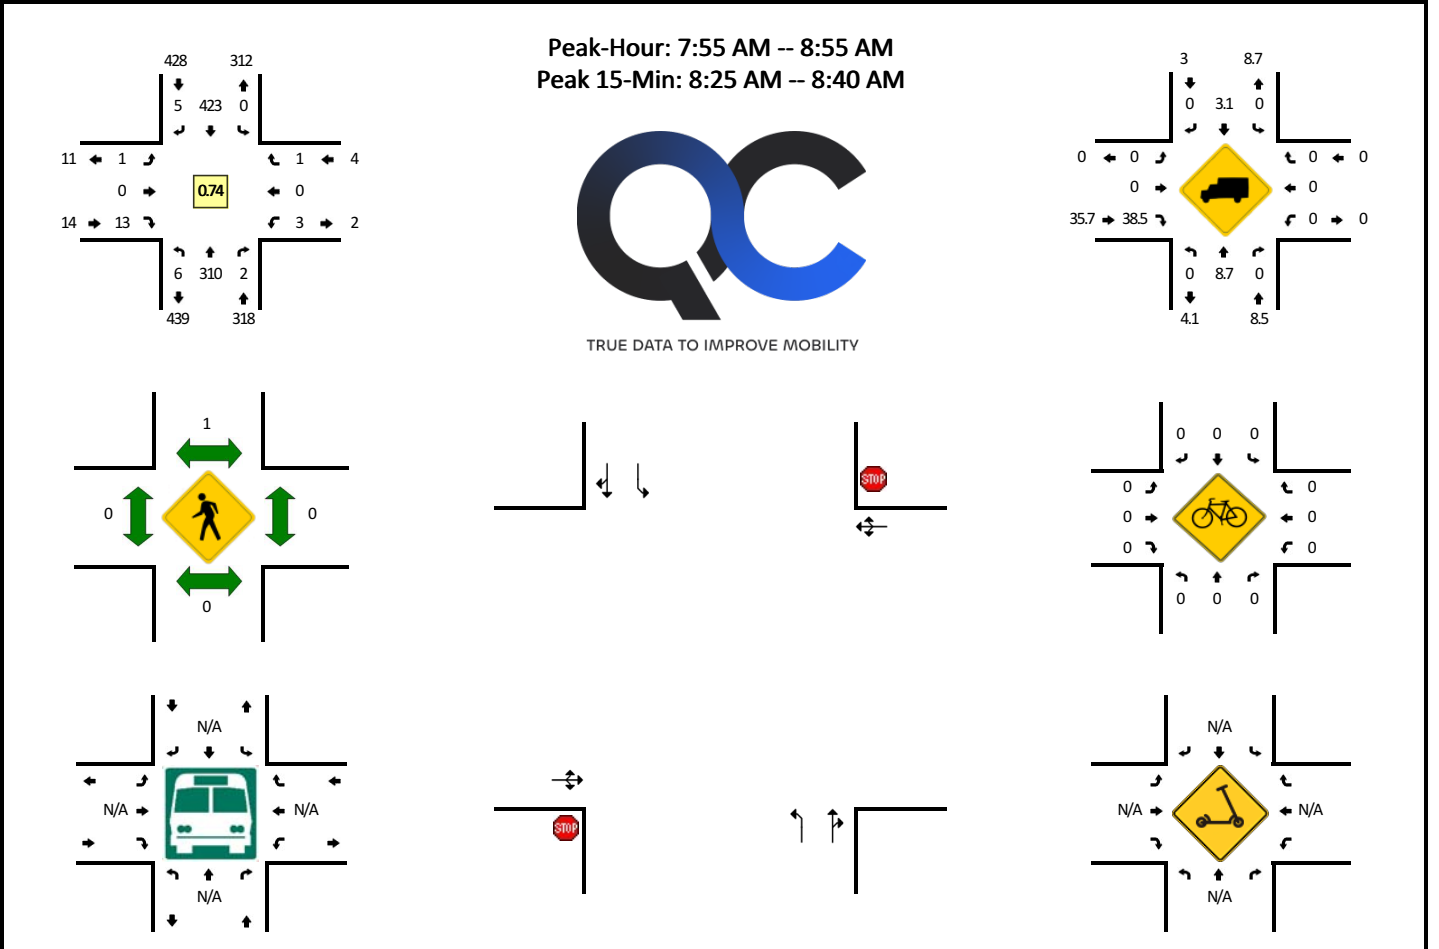 Peak-Hour: 7:55 AM -- 8:55 AM
Peak 15-Min: 8:25 AM -- 8:40 AM
428 312
5 423 0
11 1 1 4
0 0.74 0
14 13 3 2
6 310 2
439 318
TRUE DATA TO IMPROVE MOBILITY
3 8.7
0 3.1 0
0 0 0 0
0 0
35.7 38.5 0 0
0 8.7 0
4.1 8.5
1
0 0
0
STOP
STOP
0 0 0
0 0
0 0
0 0
0 0 0
N/A
N/A N/A
N/A
N/A
N/A N/A
N/A